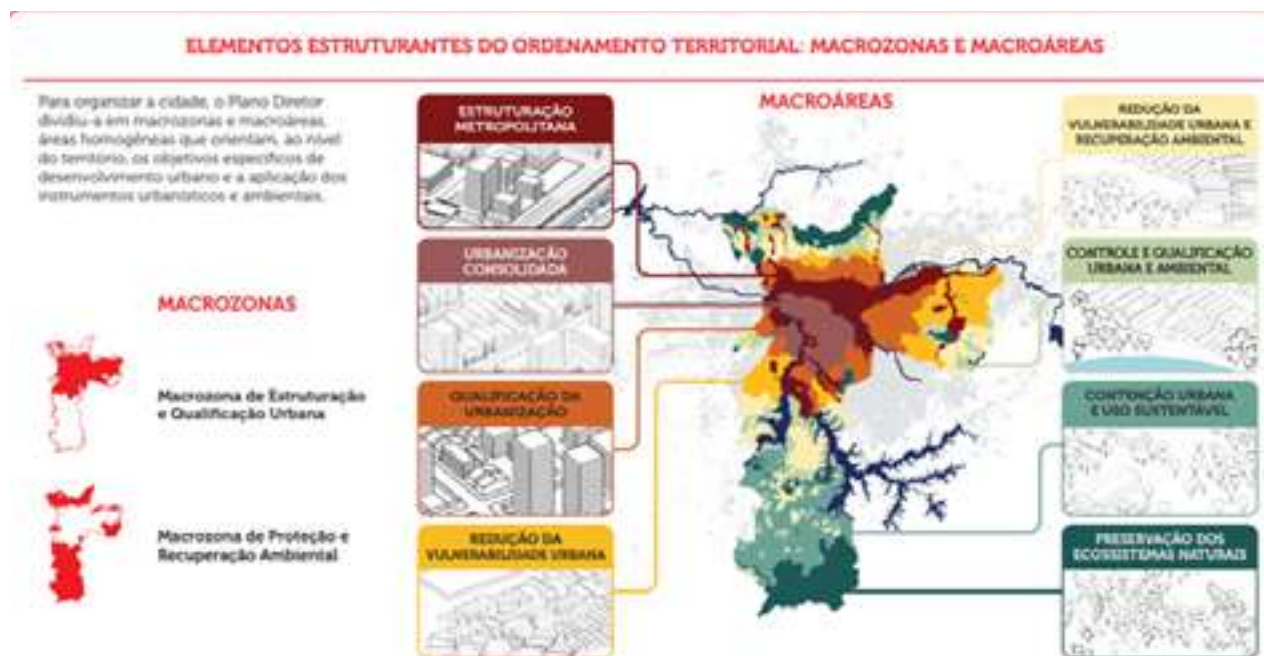 ELEMENTOS ESTRUTURANTES DO ORDENAMENTO TERRITORIAL: MACROZONAS E MACROÁREAS
Para organizar a cidade, o Plano Diretor
dividiu-a em macrozonas e macroáreas,
áreas homogêneas que orientam, ao nível
do território, os objetivos específicos de
desenvolvimento urbano e a aplicação dos
instrumentos urbanísticos e ambientais.
MACROZONAS
Macrozona de Estruturação
e Qualificação Urbana
Macrozona de Proteção e
Recuperação Ambiental
MACROÁREAS
ESTRUTURAÇÃO
METROPOLITANA
URBANIZAÇÃO
CONSOLIDADA
QUALIFICAÇÃO DA
URBANIZAÇÃO
REDUÇÃO DA
VULNERABILIDADE URBANA
REDUÇÃO DA
VULNERABILIDADE URBANA E
RECUPERAÇÃO AMBIENTAL
CONTROLE E QUALIFICAÇÃO
URBANA E AMBIENTAL
CONTENÇÃO URBANA
E USO SUSTENTÁVEL
PRESERVAÇÃO DOS
ECOSSISTEMAS NATURAIS